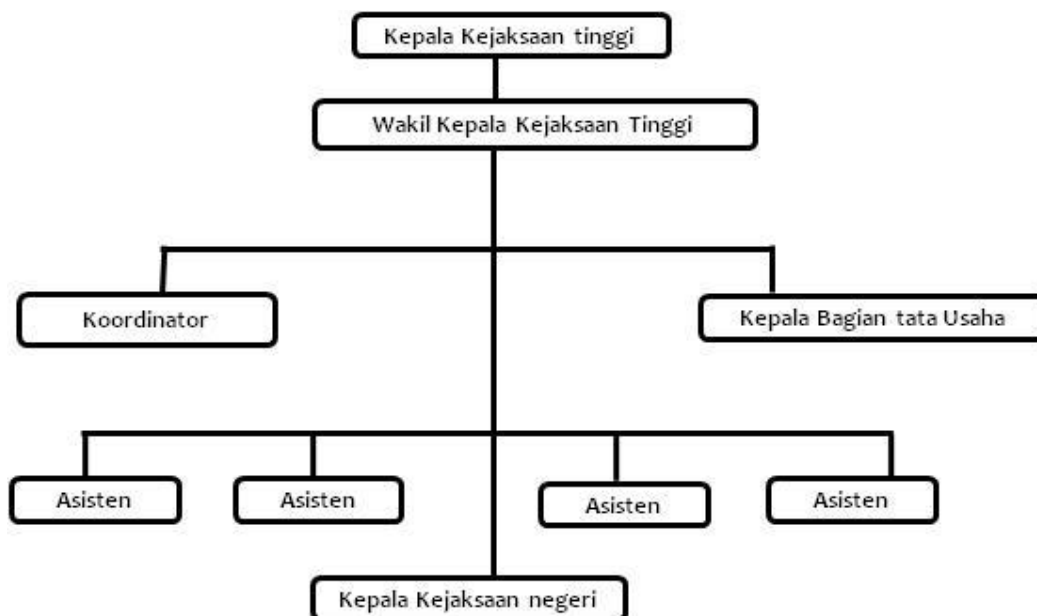 Kepala Kejaksaan tinggi
Wakil Kepala Kejaksaan Tinggi
Koordinator
Kepala Bagian tata Usaha
Asisten
Asisten
Asisten
Asisten
Kepala Kejaksaan negeri